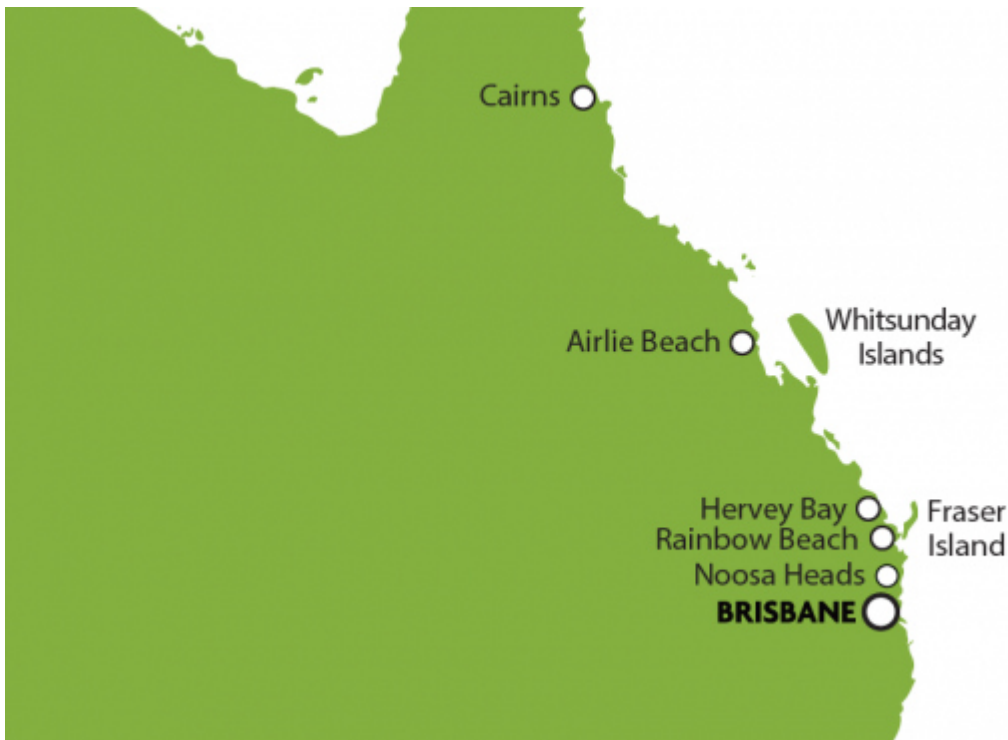 Cairns
Whitsunday
Islands
Airlie Beach
Hervey Bay
Fraser
Island
Rainbow Beach
Noosa Heads
BRISBANE